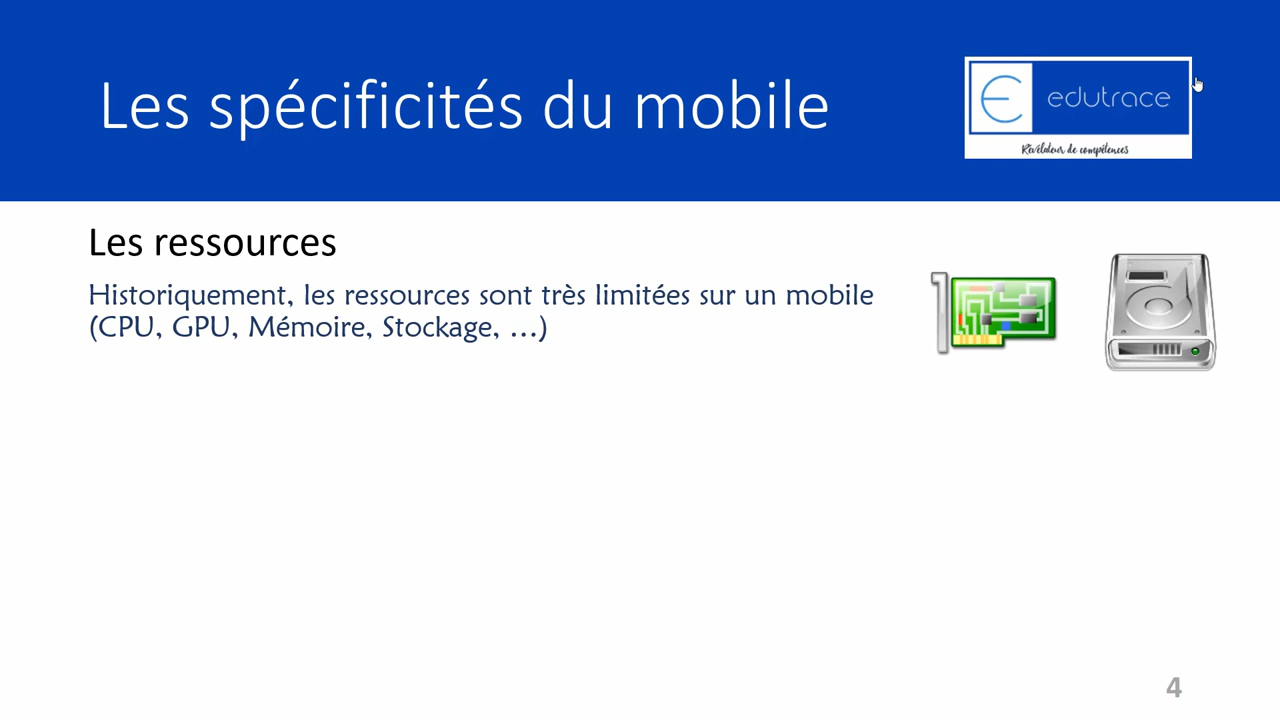 Les spécificités du mobile
edutrace
Révélateur de compétences
Les ressources
Historiquement, les ressources sont très limitées sur un mobile
(CPU, GPU, Mémoire, Stockage, …)
4